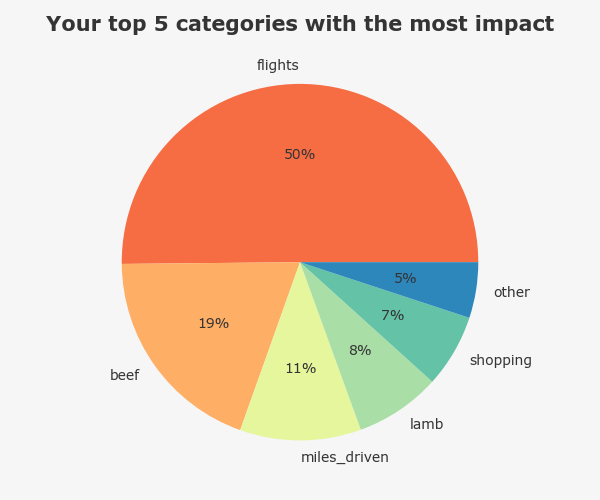 Your top 5 categories with the most impact
flights
50%
5%
other
7%
19%
8%
shopping
11%
beef
lamb
miles_driven